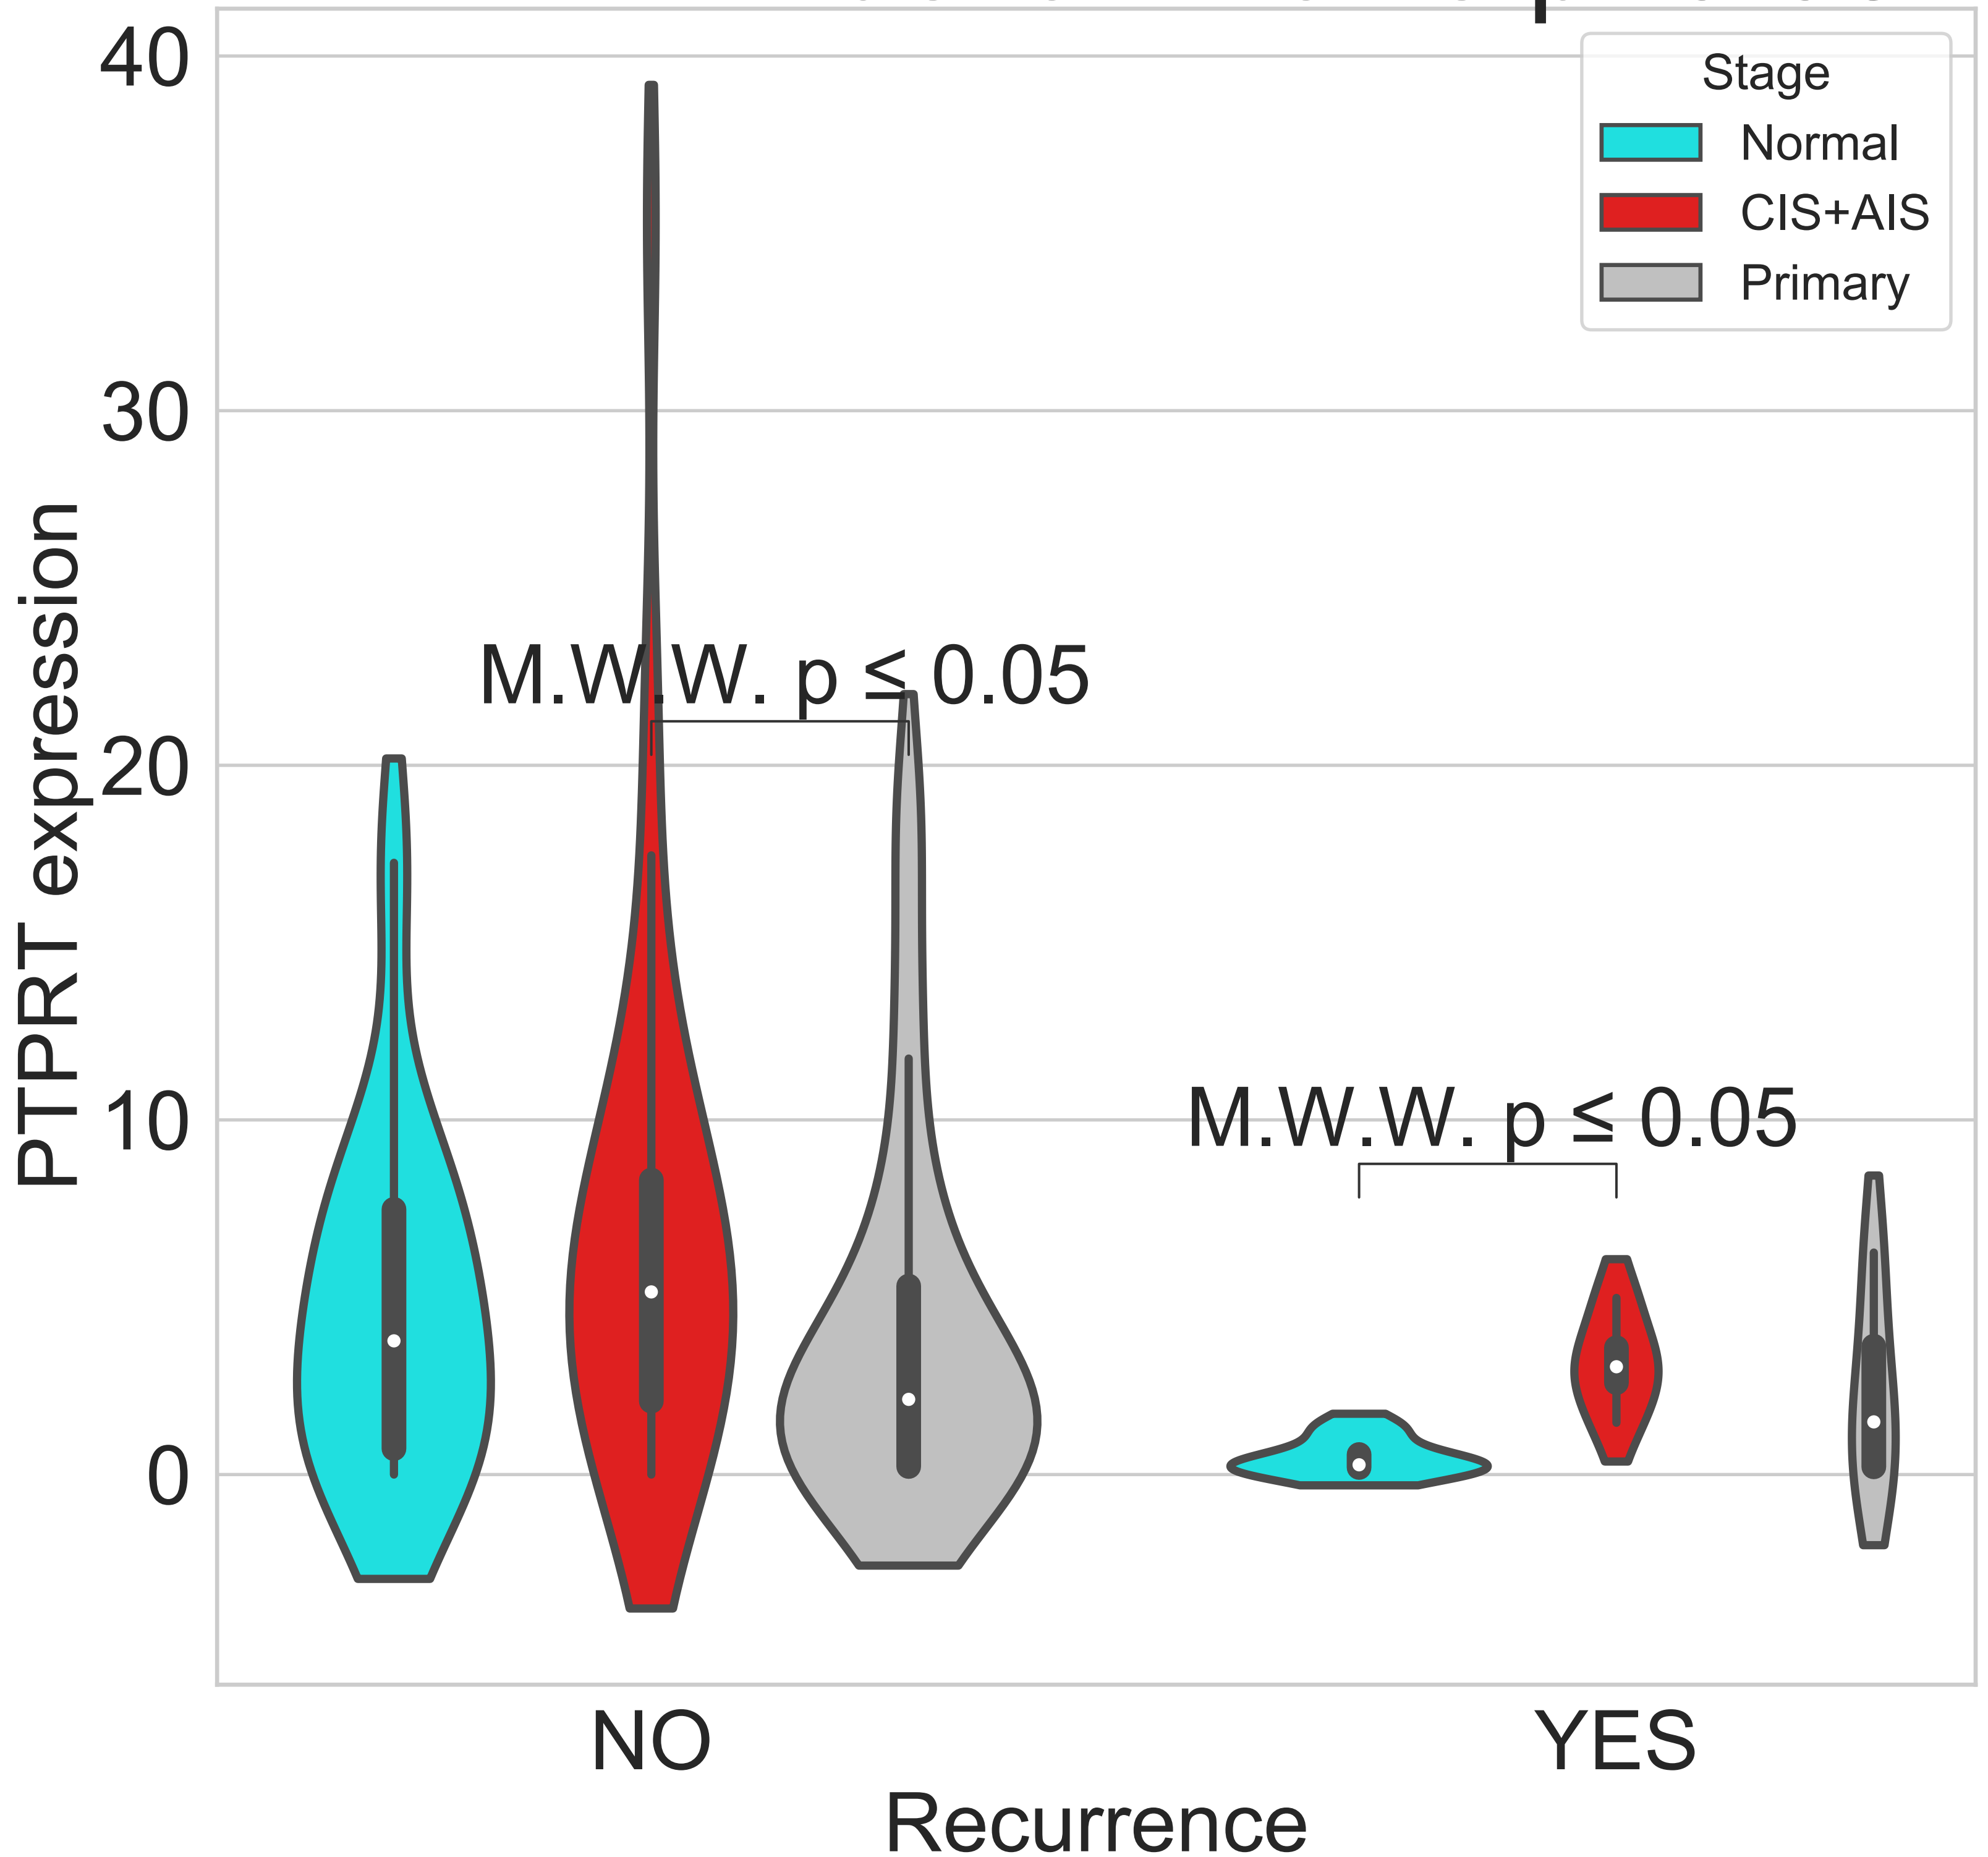 Stage
Normal
CIS+AIS
Primary
40
30
20
10
0
PTPRT expression
M.W.W. p ≤ 0.05
M.W.W. p ≤ 0.05
NO
YES
Recurrence